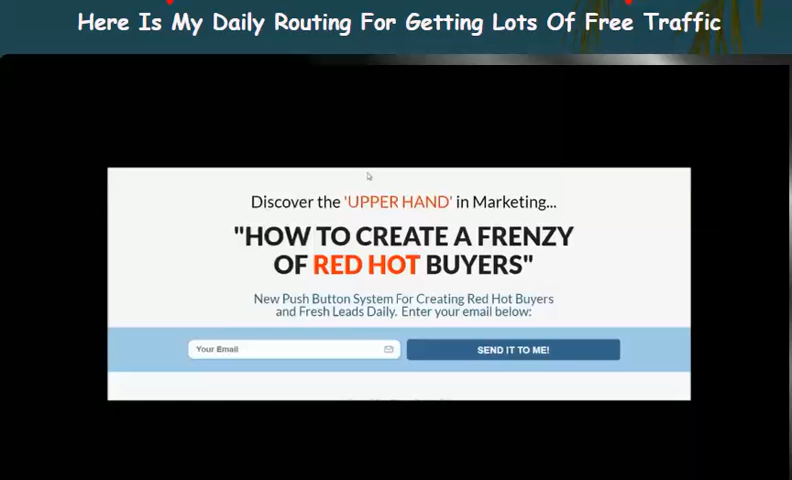 Here Is My Daily Routing For Getting Lots Of Free Traffic
Discover the 'UPPER HAND' in Marketing...
"HOW TO CREATE A FRENZY
OF RED HOT BUYERS"
New Push Button System For Creating Red Hot Buyers
and Fresh Leads Daily. Enter your email below:
Your Email
SEND IT TO ME!